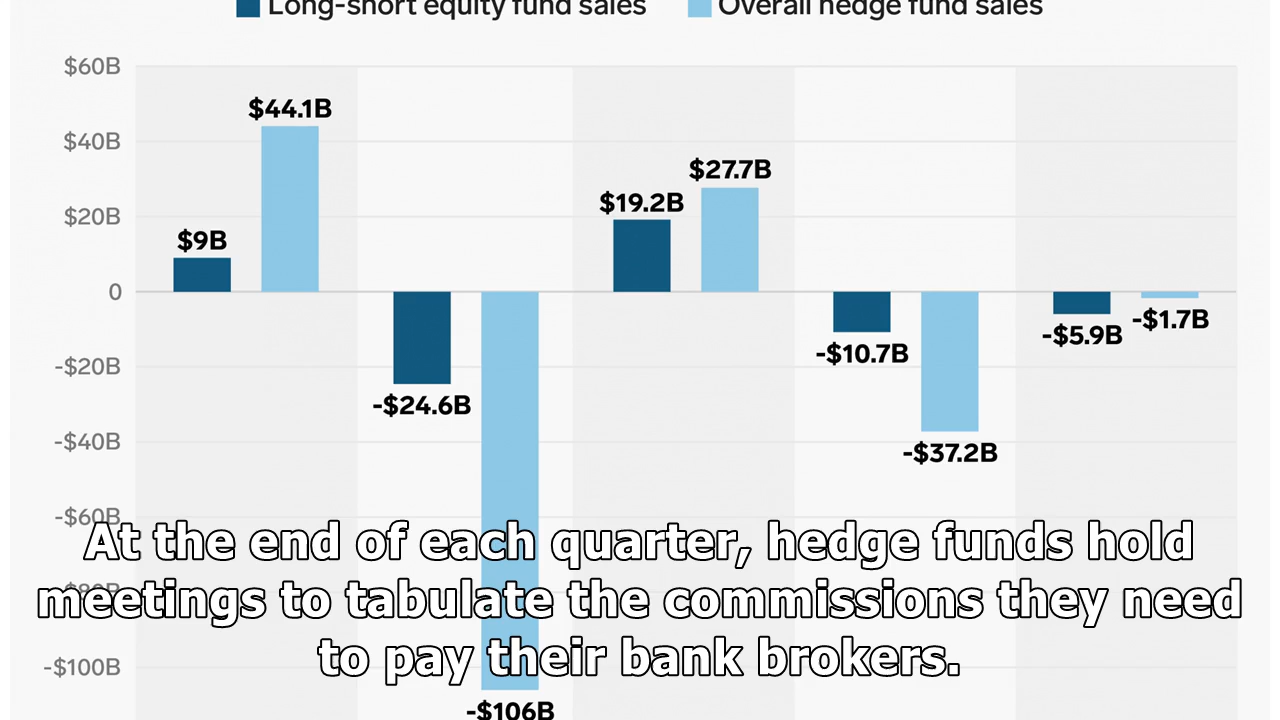 Long-short equity fund sales Overall hedge fund sales
$60B
$44.1B
$40B
$27.7B
$19.2B
$20B
$9B
0
-$5.9B -$1.7B
-$10.7B
-$20B
-$24.6B
-$40B
-$37.2B
-$60B
At the end of each quarter, hedge funds hold
-$80B
meetings to tabulate the commissions they need
to pay their bank brokers.
-$100B
-$106B